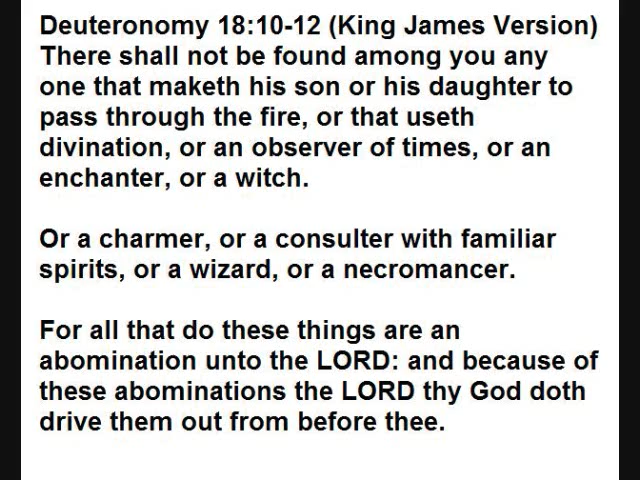 Deuteronomy 18:10-12 (King James Version)
There shall not be found among you any
one that maketh his son or his daughter to
pass through the fire, or that useth
divination, or an observer of times, or an
enchanter, or a witch.
Or a charmer, or a consulter with familiar
spirits, or a wizard, or a necromancer.
For all that do these things are an
abomination unto the LORD: and because of
these abominations the LORD thy God doth
drive them out from before thee.